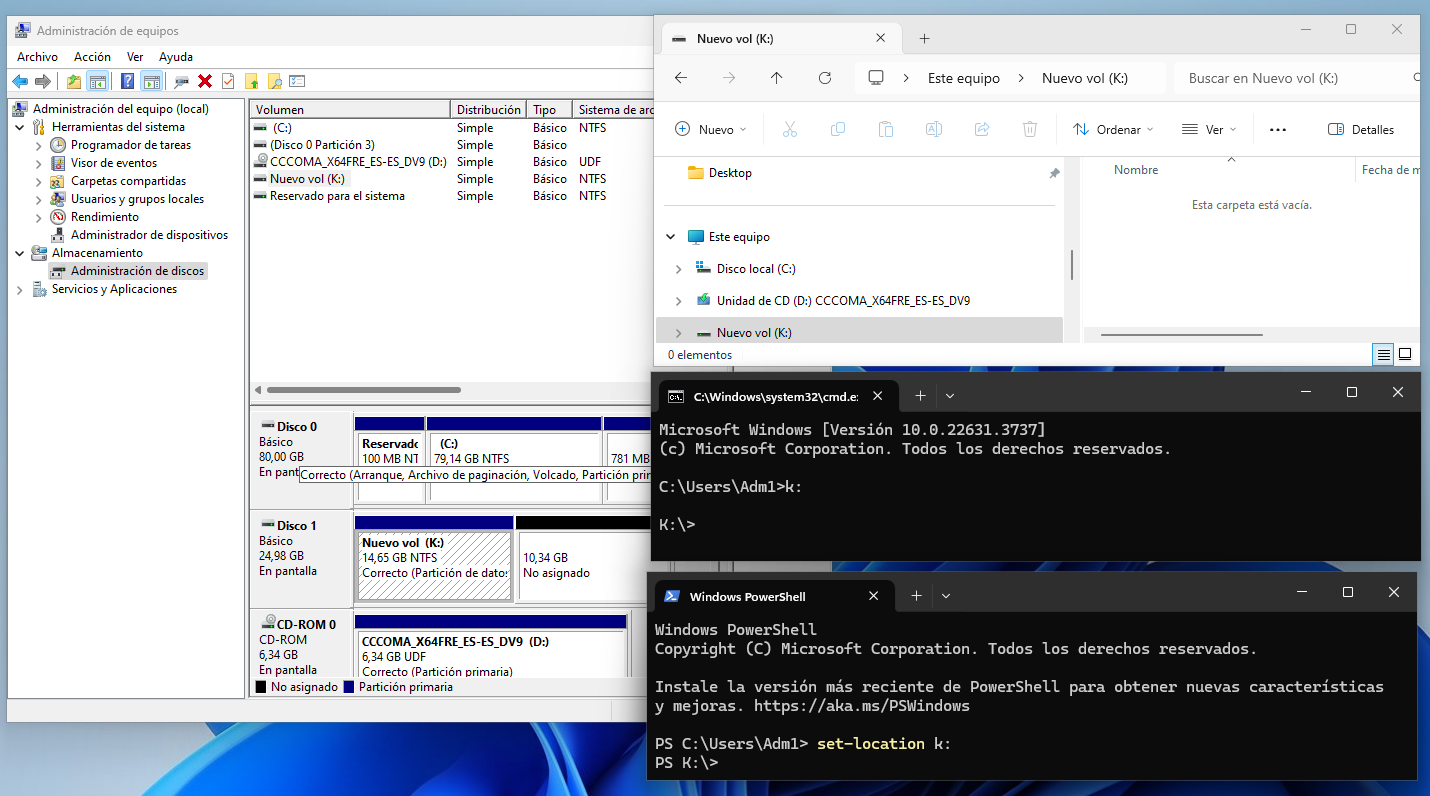 Administración de equipos
Archivo Acción Ver Ayuda
Administración del equipo (local)
Herramientas del sistema
Programador de tareas
Visor de eventos
Carpetas compartidas
Usuarios y grupos locales
Rendimiento
Administrador de dispositivos
Almacenamiento
Administración de discos
Servicios y Aplicaciones
Volumen Distribución Tipo Sistema de arc
(C:) Simple Básico NTFS
(Disco 0 Partición 3) Simple Básico
CCCOMA_X64FRE_ES-ES_DV9 (D:) Simple Básico UDF
Nuevo vol (K:) Simple Básico NTFS
Reservado para el sistema Simple Básico NTFS
Disco 0
Básico
80,00 GB
En pant
Reservado
100 MB NT
(C:)
79,14 GB NTFS
781 MB
Correcto (Arranque, Archivo de paginación, Volcado, Partición prin
Disco 1
Básico
24,98 GB
En pantalla
Nuevo vol (K:)
14,65 GB NTFS
Correcto (Partición de datos
10,34 GB
No asignado
CD-ROM 0
CD-ROM
6,34 GB
En pantalla
CCCOMA_X64FRE_ES-ES_DV9 (D:)
6,34 GB UDF
Correcto (Partición primaria)
No asignado Partición primaria
Nuevo vol (K:)
Este equipo > Nuevo vol (K:) Buscar en Nuevo vol (K:)
Nuevo Ordenar Ver ... Detalles
Desktop
Este equipo
Disco local (C:)
Unidad de CD (D:) CCCOMA_X64FRE_ES-ES_DV9
Nuevo vol (K:)
Nombre Fecha de m
Esta carpeta está vacía.
0 elementos
C:\Windows\system32\cmd.e:
Microsoft Windows [Versión 10.0.22631.3737]
(c) Microsoft Corporation. Todos los derechos reservados.
C:\Users\Adm1>k:
K:\>
Windows PowerShell
Windows PowerShell
Copyright (C) Microsoft Corporation. Todos los derechos reservados.
Instale la versión más reciente de PowerShell para obtener nuevas características
y mejoras. https://aka.ms/PSWindows
PS C:\Users\Adm1> set-location k:
PS K:\>